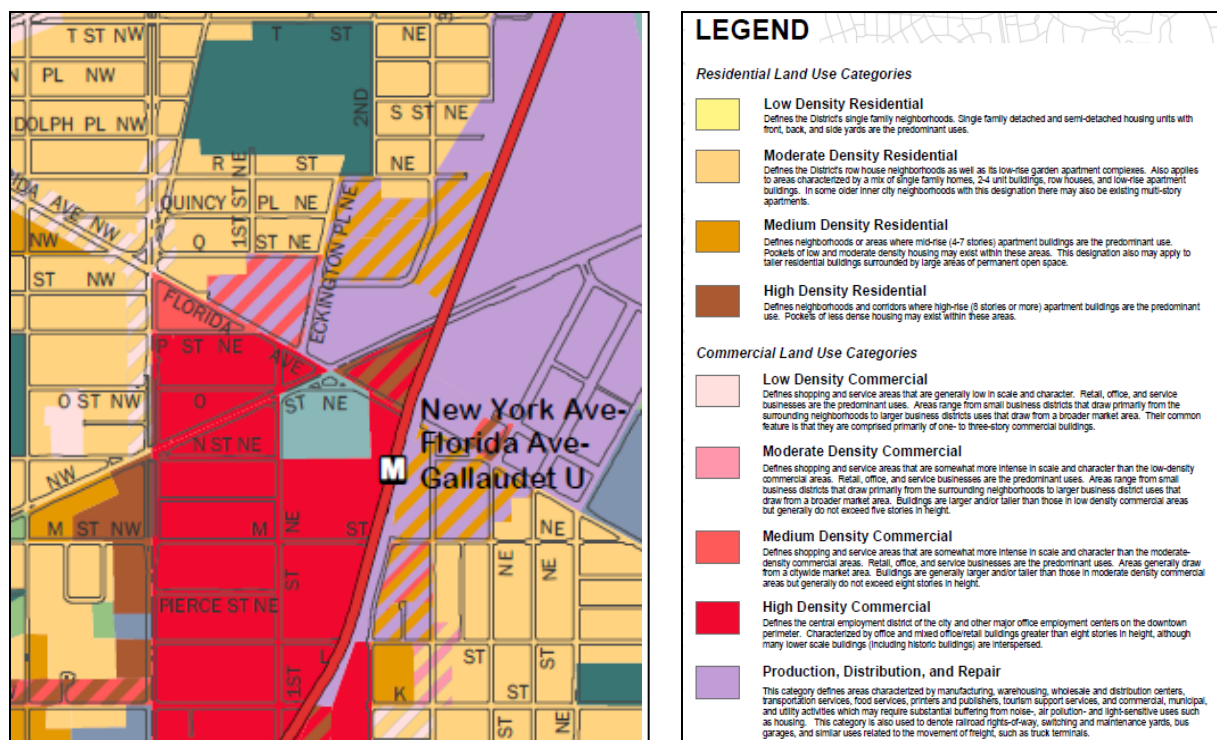 T ST NW
T ST NE
N PL NW
2ND
S ST NE
DOLPH PL NW
R ST NE
QUINCY PL NE
1ST ST NE
ECKINGTON PL NE
AVE NW
NW
Q ST NE
ST NW
FLORIDA AVE
P ST NE
O ST NW
O ST NE
N ST NE
New York Ave-
Florida Ave-
Gallaudet U
M
NW
M ST NW
M NE ST
NE
NE
NE
PIERCE ST NE
ST
1ST
L
ST
ST
K
ST
ST
NE
LEGEND
Residential Land Use Categories
Low Density Residential
Defines the District's single family neighborhoods. Single family detached and semi-detached housing units with
front, back, and side yards are the predominant uses.
Moderate Density Residential
Defines the District's row house neighborhoods as well as its low-rise garden apartment complexes. Also applies
to areas characterized by a mix of single family homes, 2-4 unit buildings, row houses, and low-rise apartment
buildings. In some older inner city neighborhoods with this designation there may also be existing multi-story
apartments.
Medium Density Residential
Defines neighborhoods or areas where mid-rise (4-7 stories) apartment buildings are the predominant use.
Pockets of low and moderate density housing may exist within these areas. This designation also may apply to
taller residential buildings surrounded by large areas of permanent open space.
High Density Residential
Defines neighborhoods and corridors where high-rise (8 stories or more) apartment buildings are the predominant
use. Pockets of less dense housing may exist within these areas.
Commercial Land Use Categories
Low Density Commercial
Defines shopping and service areas that are generally low in scale and character. Retail, office, and service
businesses are the predominant uses. Areas range from small business districts that draw primarily from the
surrounding neighborhoods to larger business districts uses that draw from a broader market area. Their common
feature is that they are comprised primarily of one- to three-story commercial buildings.
Moderate Density Commercial
Defines shopping and service areas that are somewhat more intense in scale and character than the low-density
commercial areas. Retail, office, and service businesses are the predominant uses. Areas range from small
business districts that draw primarily from the surrounding neighborhoods to larger business district uses that
draw from a broader market area. Buildings are larger and/or taller than those in low density commercial areas
but generally do not exceed five stories in height.
Medium Density Commercial
Defines shopping and service areas that are somewhat more intense in scale and character than the moderate-
density commercial areas. Retail, office, and service businesses are the predominant uses. Areas generally draw
from a citywide market area. Buildings are generally larger and/or taller than those in moderate density commercial
areas but generally do not exceed eight stories in height.
High Density Commercial
Defines the central employment district of the city and other major office employment centers on the downtown
perimeter. Characterized by office and mixed office/retail buildings greater than eight stories in height, although
many lower scale buildings (including historic buildings) are interspersed.
Production, Distribution, and Repair
This category defines areas characterized by manufacturing, warehousing, wholesale and distribution centers,
transportation services, food services, printers and publishers, tourism support services, and commercial, municipal,
and utility activities which may require substantial buffering from noise-, air pollution- and light-sensitive uses such
as housing. This category is also used to denote railroad rights-of-way, switching and maintenance yards, bus
garages, and similar uses related to the movement of freight, such as truck terminals.